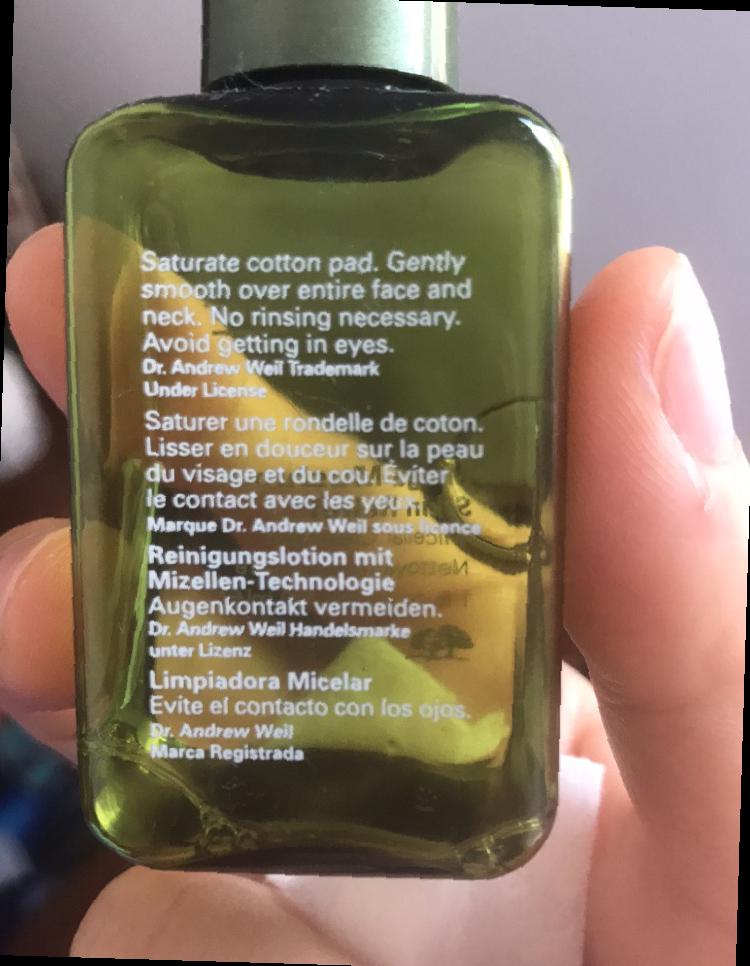 Saturate cotton pad. Gently
smooth over entire face and
neck. No rinsing necessary.
Avoid getting in eyes.
Dr. Andrew Weil Trademark
Under License
Saturer une rondelle de coton.
Lisser en douceur sur la peau
du visage et du cou. Éviter
le contact avec les yeux.
Marque Dr. Andrew Weil sous licence
Reinigungslotion mit
Mizellen-Technologie
Augenkontakt vermeiden.
Dr. Andrew Weil Handelsmarke
unter Lizenz
Limpiadora Micelar
Evite el contacto con los ojos.
Dr. Andrew Weil
Marca Registrada